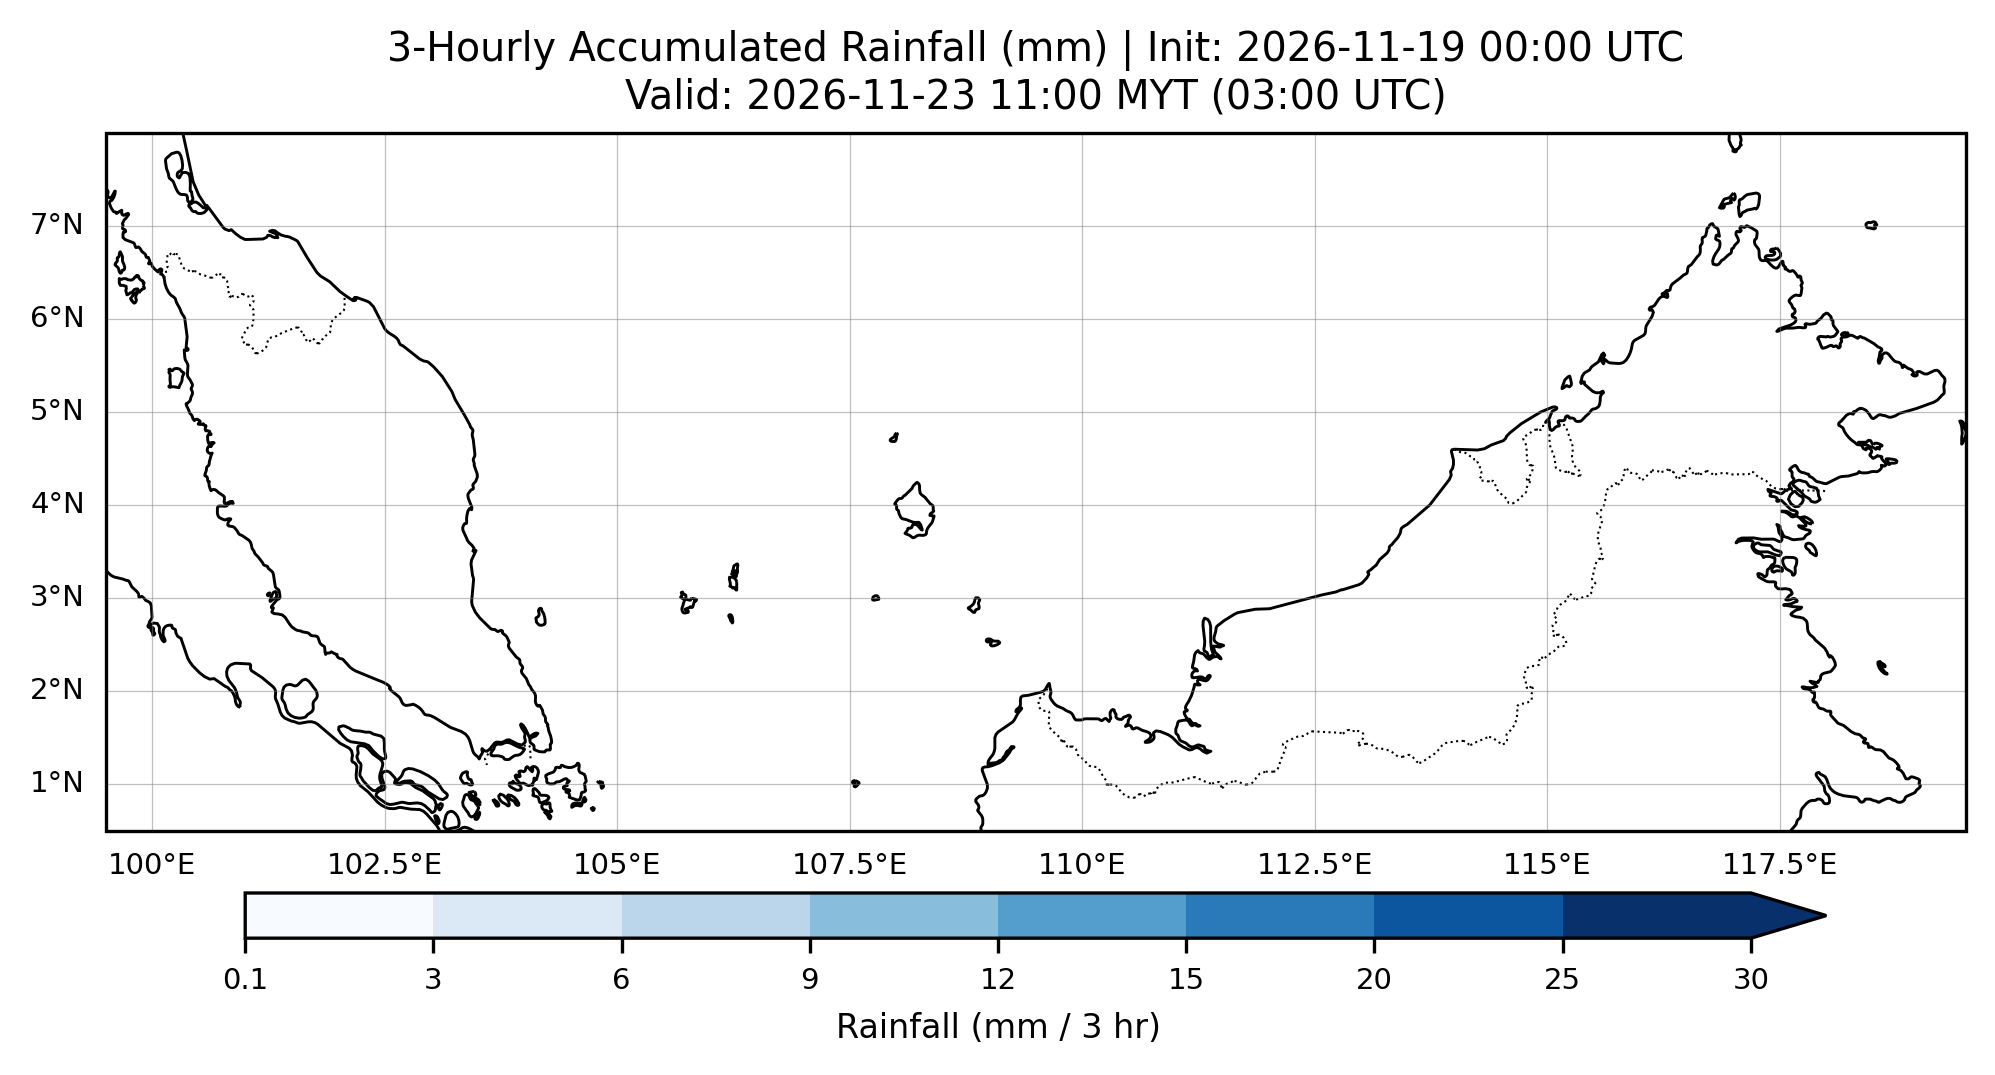 3-Hourly Accumulated Rainfall (mm) | Init: 2026-11-19 00:00 UTC
Valid: 2026-11-23 11:00 MYT (03:00 UTC)
7°N
6°N
5°N
4°N
3°N
2°N
1°N
100°E 102.5°E 105°E 107.5°E 110°E 112.5°E 115°E 117.5°E
0.1 3 6 9 12 15 20 25 30
Rainfall (mm / 3 hr)